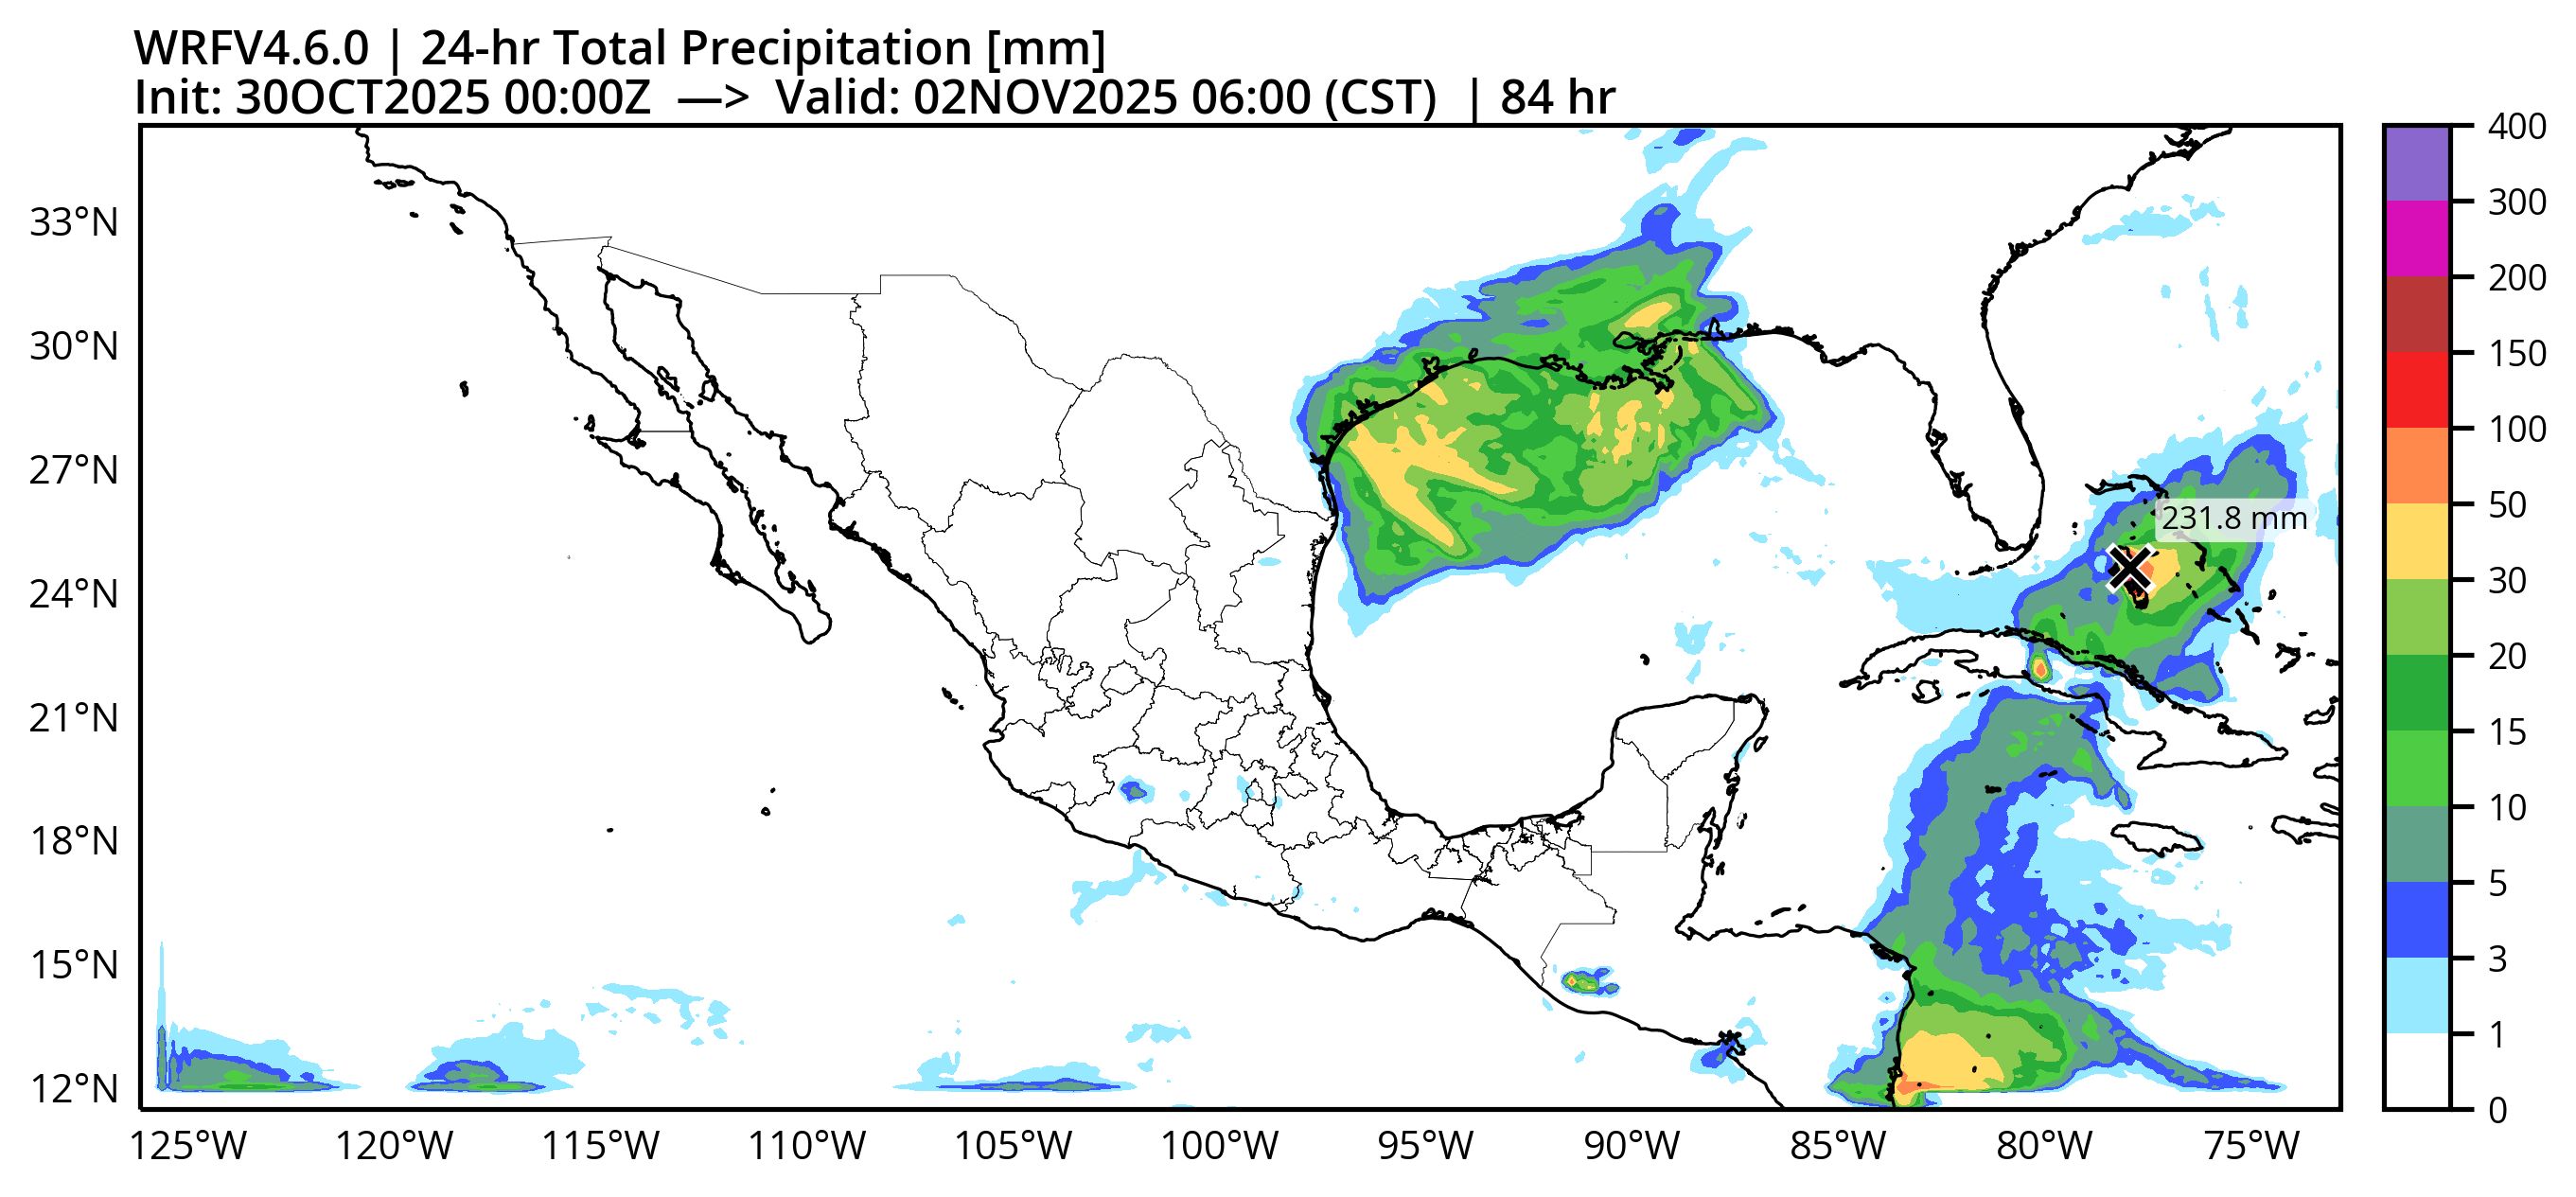 WRFV4.6.0 | 24-hr Total Precipitation [mm]
Init: 30OCT2025 00:00Z —> Valid: 02NOV2025 06:00 (CST) | 84 hr
33°N
30°N
27°N
24°N
21°N
18°N
15°N
12°N
125°W
120°W
115°W
110°W
105°W
100°W
95°W
90°W
85°W
80°W
75°W
231.8 mm
400
300
200
150
100
50
30
20
15
10
5
3
1
0